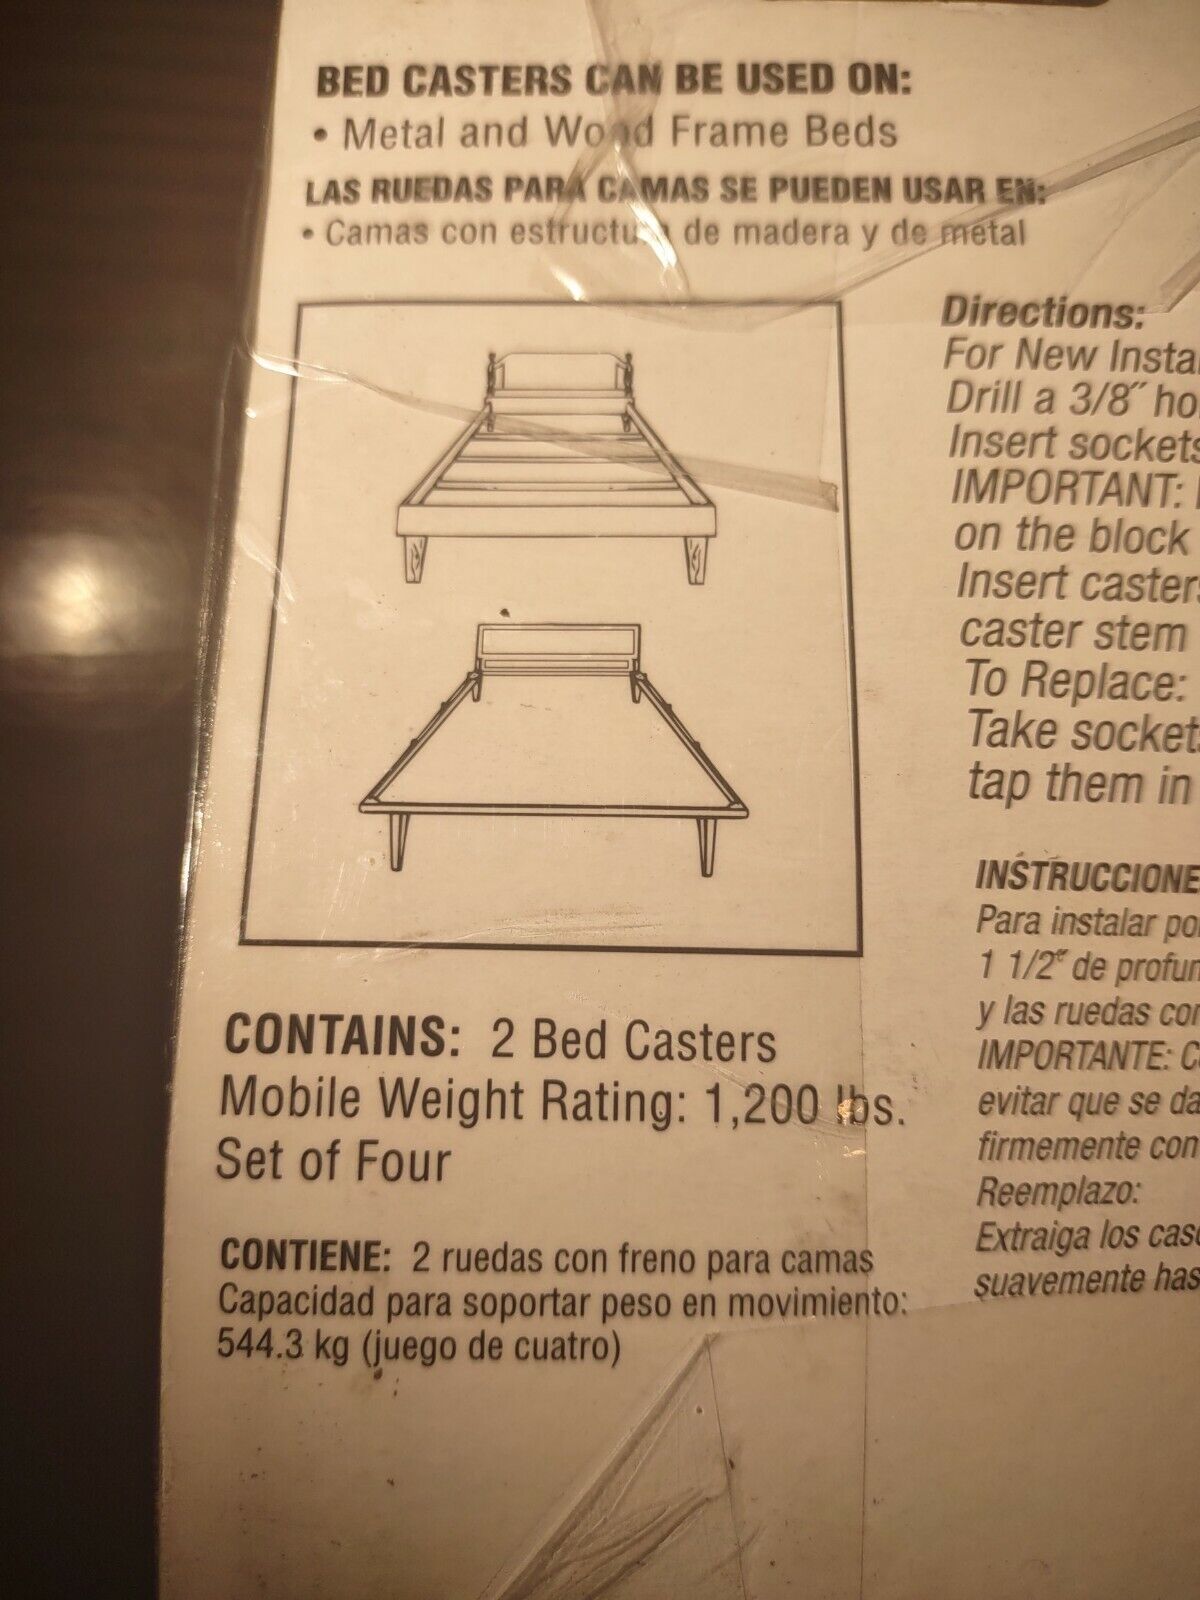 BED CASTERS CAN BE USED ON:
• Metal and Wood Frame Beds
LAS RUEDAS PARA CAMAS SE PUEDEN USAR EN:
• Camas con estructura de madera y de metal
Directions:
For New Instal
Drill a 3/8" ho
Insert sockets
IMPORTANT:
on the block
Insert casters
caster stem
To Replace:
Take sockets
tap them in
INSTRUCCIONE
Para instalar po
1 1/2" de profun
y las ruedas con
IMPORTANTE: C
evitar que se da
firmemente con
Reemplazo:
Extraiga los casq
suavemente has
CONTAINS: 2 Bed Casters
Mobile Weight Rating: 1,200 lbs.
Set of Four
CONTIENE: 2 ruedas con freno para camas
Capacidad para soportar peso en movimiento:
544.3 kg (juego de cuatro)